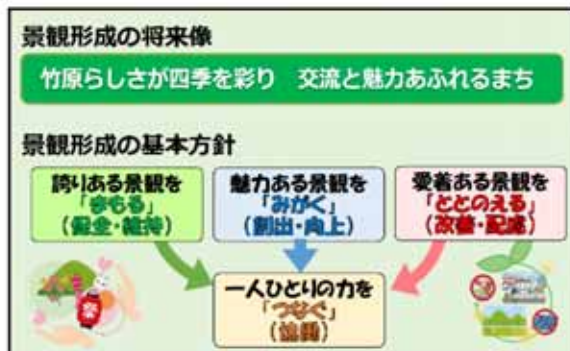 景観形成の将来像
竹原らしさが四季を彩り　交流と魅力あふれるまち
景観形成の基本方針
誇りある景観を
「まもる」
（保全・維持）
魅力ある景観を
「みがく」
（創出・向上）
愛着ある景観を
「ととのえる」
（改善・配慮）
一人ひとりの力を
「つなぐ」
（協働）
祭